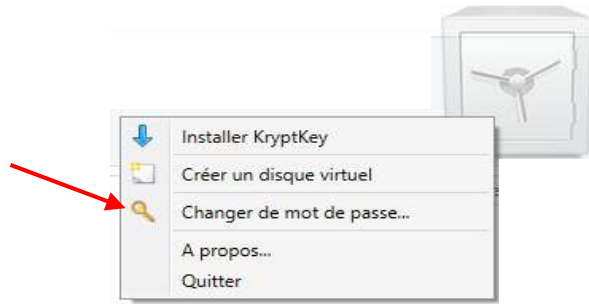 Installer KryptKey
Créer un disque virtuel
Changer de mot de passe...
A propos...
Quitter